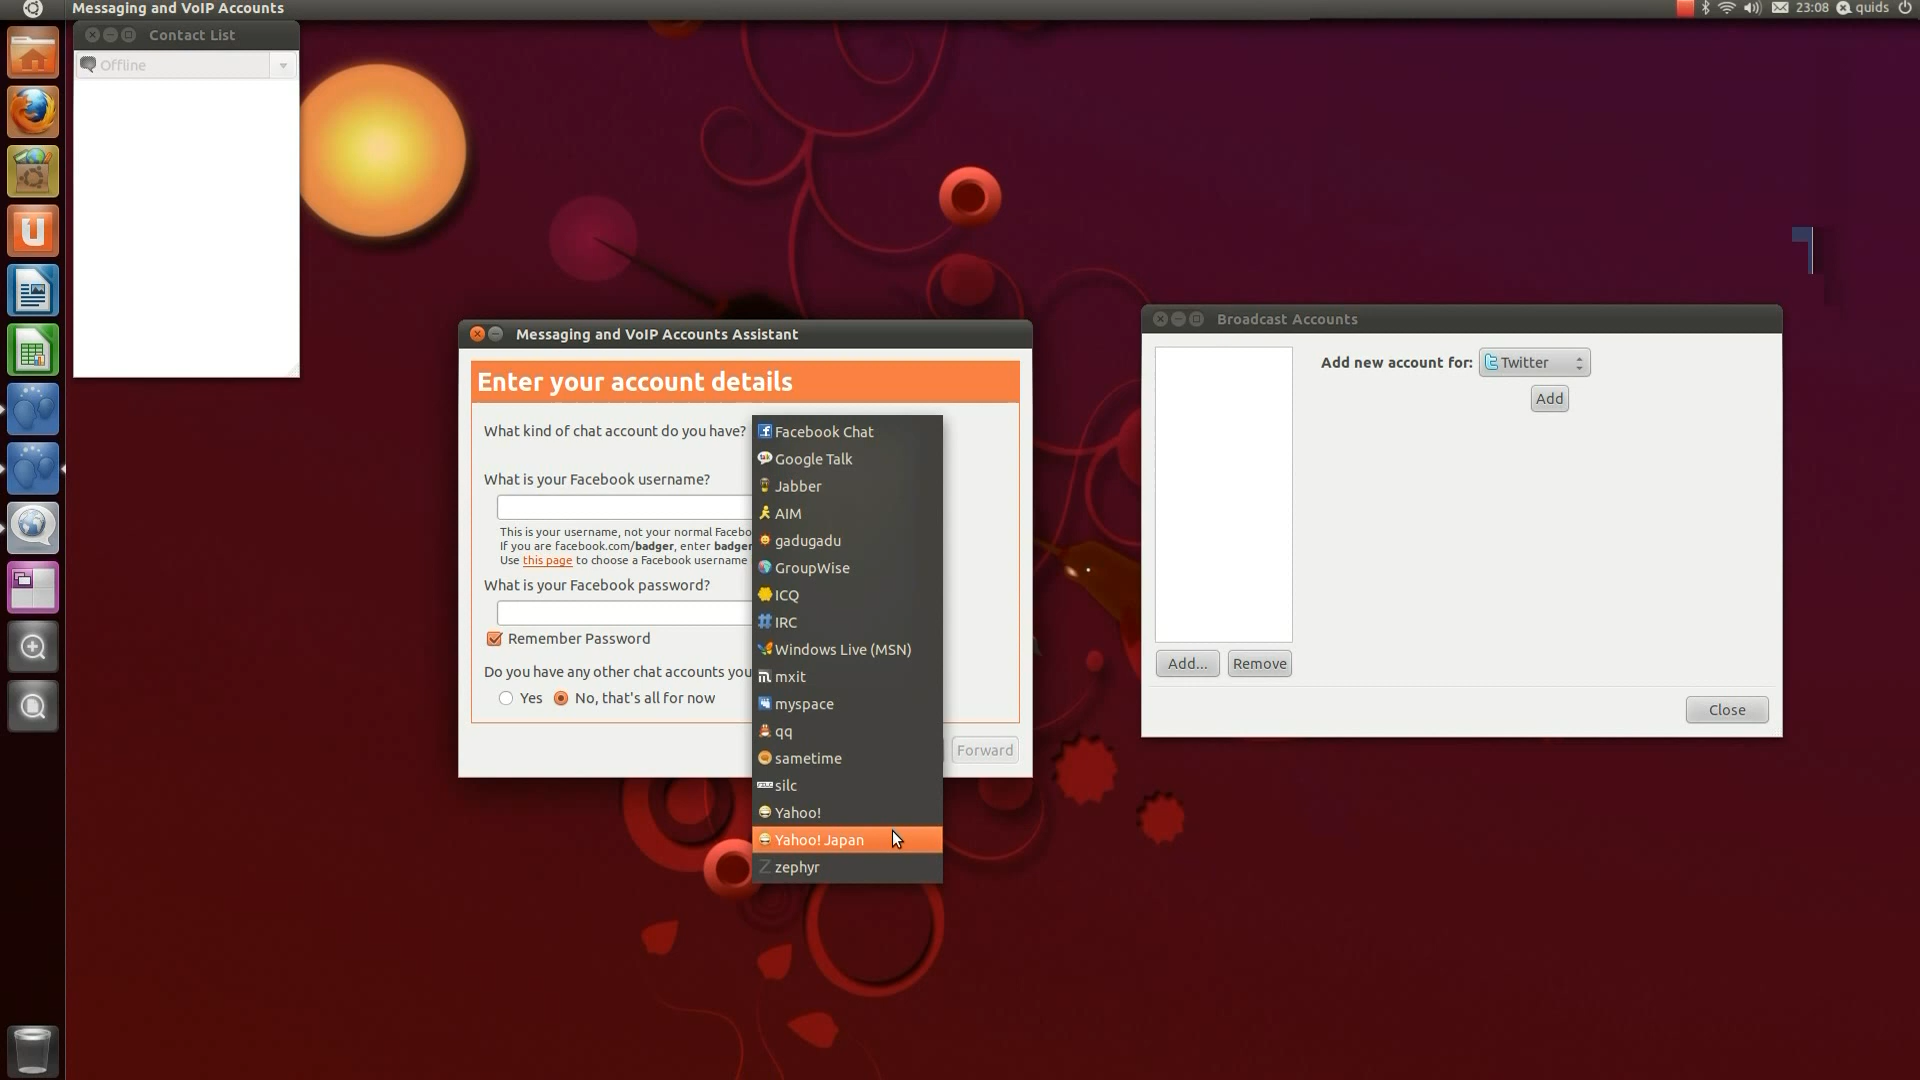 Messaging and VoIP Accounts
23:08 quids
Contact List
Offline
Messaging and VoIP Accounts Assistant
Enter your account details
What kind of chat account do you have?
What is your Facebook username?
This is your username, not your normal Facebo
If you are facebook.com/badger, enter badger
Use this page to choose a Facebook username
What is your Facebook password?
Remember Password
Do you have any other chat accounts you
Yes No, that's all for now
Forward
Facebook Chat
Google Talk
Jabber
AIM
gadugadu
GroupWise
ICQ
IRC
Windows Live (MSN)
mxit
myspace
qq
sametime
silc
Yahoo!
Yahoo! Japan
zephyr
Broadcast Accounts
Add new account for: Twitter
Add
Add... Remove
Close